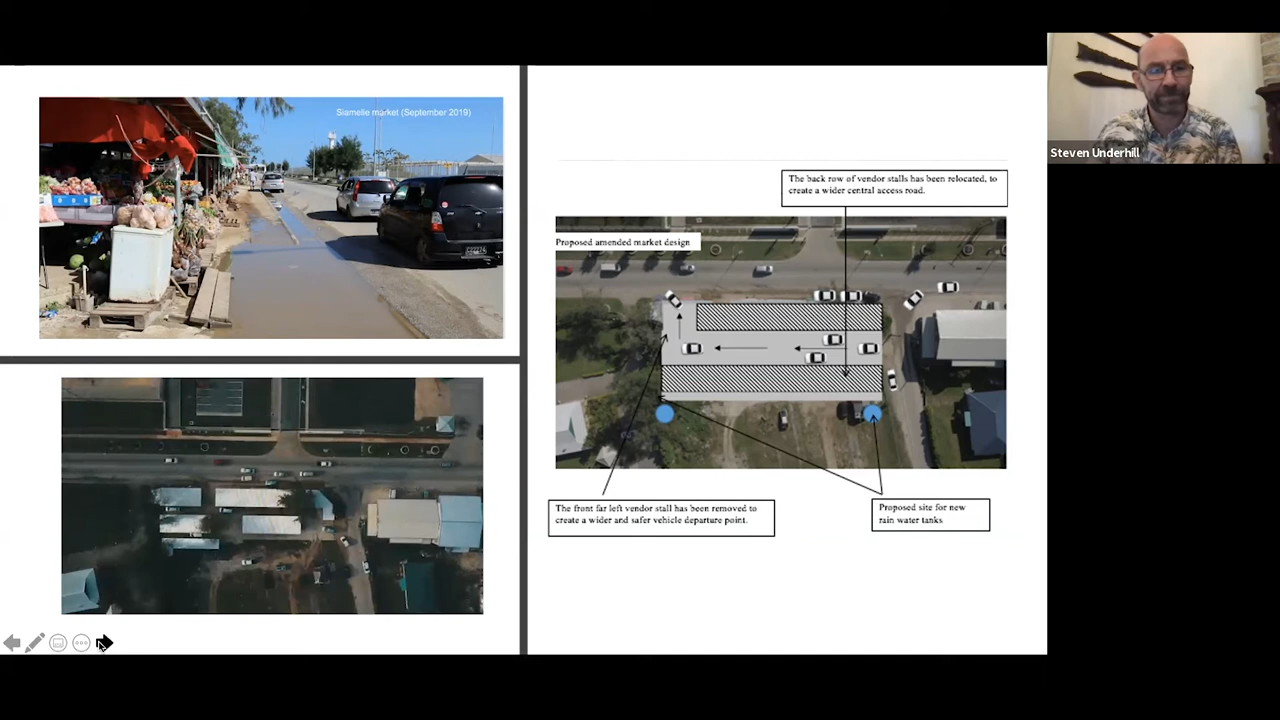 Siamelie market (September 2019)
Steven Underhill
The back row of vendor stalls has been relocated, to
create a wider central access road.
Proposed amended market design
The front far left vendor stall has been removed to
create a wider and safer vehicle departure point.
Proposed site for new
rain water tanks